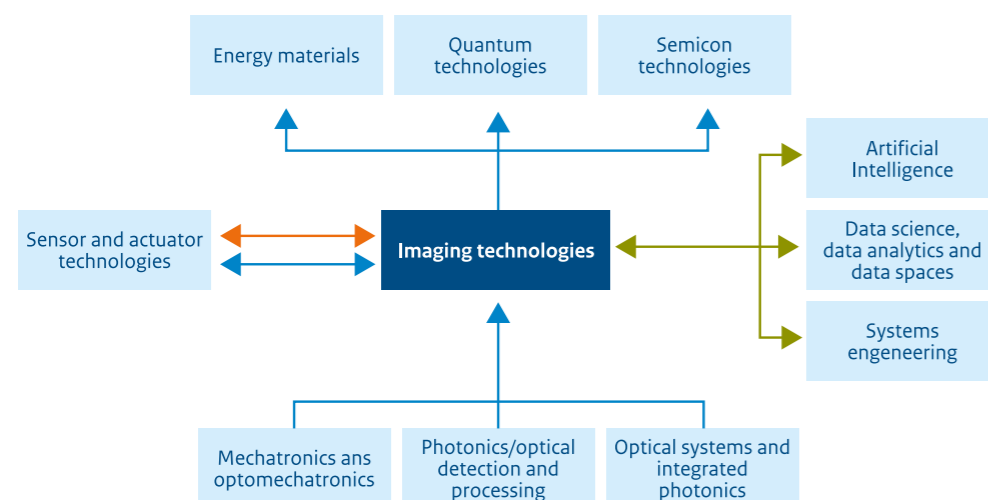 Energy materials
Quantum
technologies
Semicon
technologies
Artificial
Intelligence
Sensor and actuator
technologies
Imaging technologies
Data science,
data analytics and
data spaces
Systems
engeneering
Mechatronics ans
optomechatronics
Photonics/optical
detection and
processing
Optical systems and
integrated
photonics